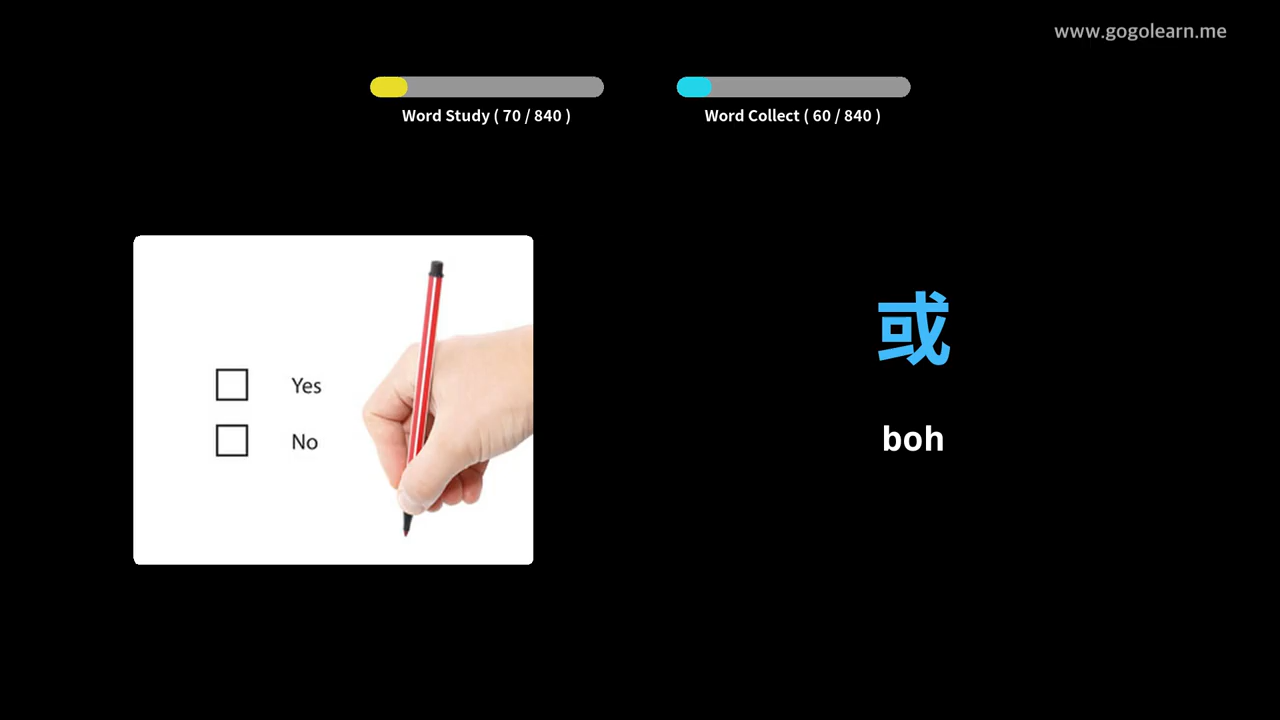 www.gogolearn.me
Word Study ( 70 / 840 )
Word Collect ( 60 / 840 )
Yes
No
或
boh